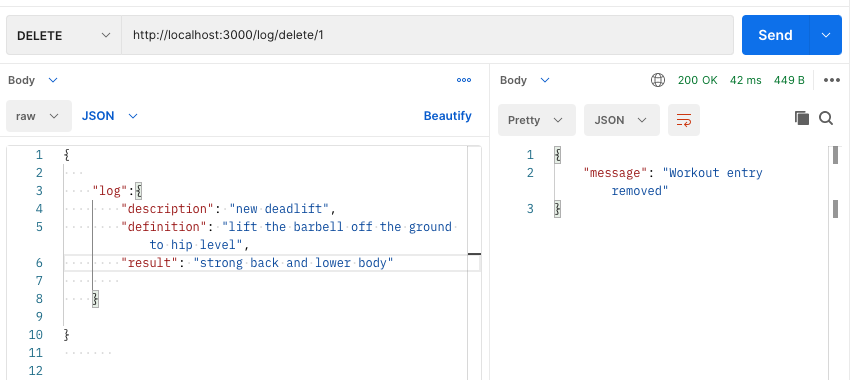 DELETE http://localhost:3000/log/delete/1 Send
Body
raw JSON Beautify
1 {
2
3 "log":{
4 "description": "new deadlift",
5 "definition": "lift the barbell off the ground
to hip level",
6 "result": "strong back and lower body"
7
8 }
9
10 }
11
12
Body 200 OK 42 ms 449 B
Pretty JSON
1 {
2 "message": "Workout entry
removed"
3 }